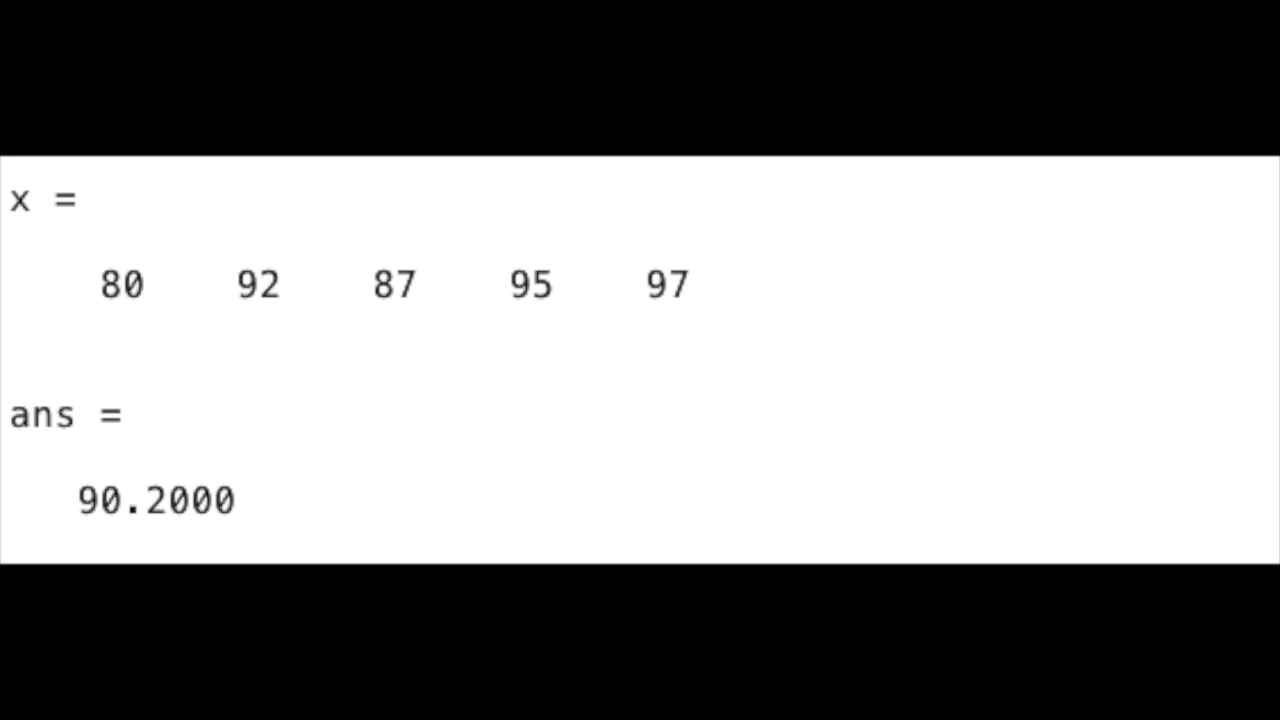 x =
80 92 87 95 97
ans =
90.2000